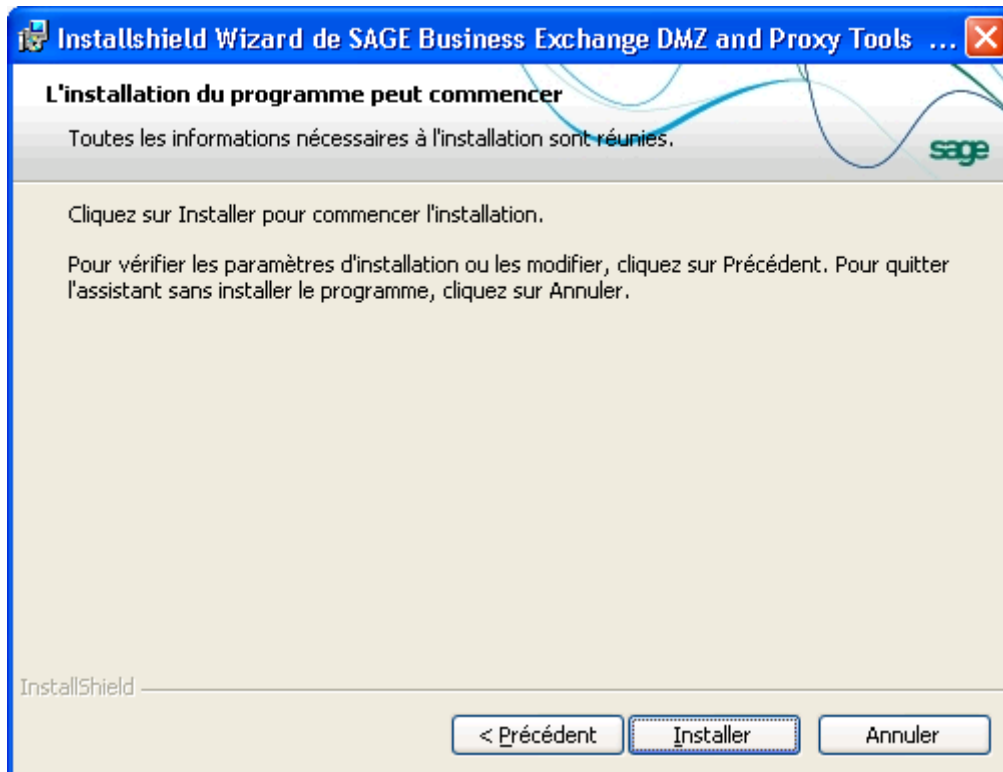 Installshield Wizard de SAGE Business Exchange DMZ and Proxy Tools ...
L'installation du programme peut commencer
Toutes les informations nécessaires à l'installation sont réunies.
sage
Cliquez sur Installer pour commencer l'installation.
Pour vérifier les paramètres d'installation ou les modifier, cliquez sur Précédent. Pour quitter
l'assistant sans installer le programme, cliquez sur Annuler.
InstallShield
< Précédent
Installer
Annuler